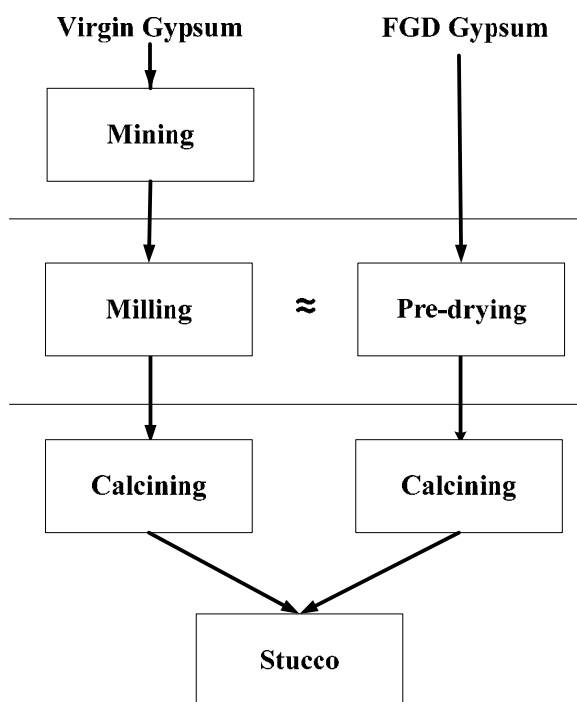 Virgin Gypsum
FGD Gypsum
Mining
Milling
≈
Pre-drying
Calcining
Calcining
Stucco